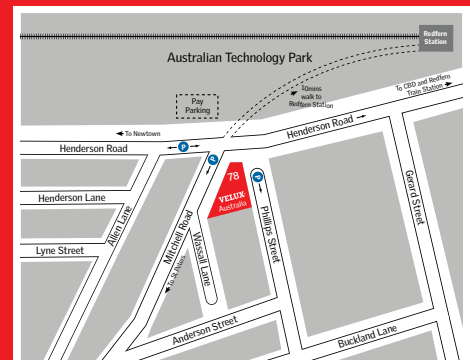 Redfern
Station
Australian Technology Park
10mins
walk to
Redfern Station
To CBD and Redfern
Train Station
Pay
Parking
To Newtown
Henderson Road
P
Henderson Road
P
78
VELUX
Australia
P
Henderson Lane
Allen Lane
Mitchell Road
Wassall Lane
Phillips Street
Gerard Street
Lyne Street
To St Peters
Anderson Street
Buckland Lane